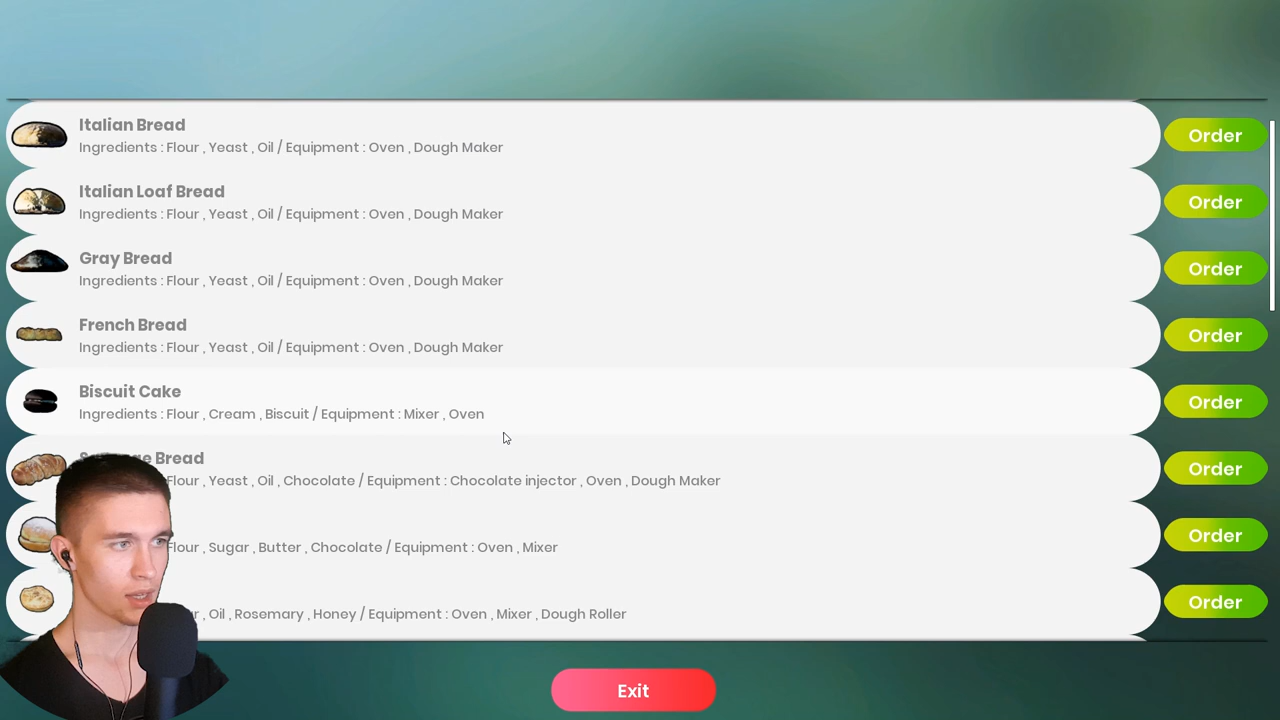 Italian Bread
Ingredients : Flour , Yeast , Oil / Equipment : Oven , Dough Maker
Order
Italian Loaf Bread
Ingredients : Flour , Yeast , Oil / Equipment : Oven , Dough Maker
Order
Gray Bread
Ingredients : Flour , Yeast , Oil / Equipment : Oven , Dough Maker
Order
French Bread
Ingredients : Flour , Yeast , Oil / Equipment : Oven , Dough Maker
Order
Biscuit Cake
Ingredients : Flour , Cream , Biscuit / Equipment : Mixer , Oven
Order
Bread
Flour , Yeast , Oil , Chocolate / Equipment : Chocolate injector , Oven , Dough Maker
Order
Flour , Sugar , Butter , Chocolate / Equipment : Oven , Mixer
Order
, Oil , Rosemary , Honey / Equipment : Oven , Mixer , Dough Roller
Order
Exit